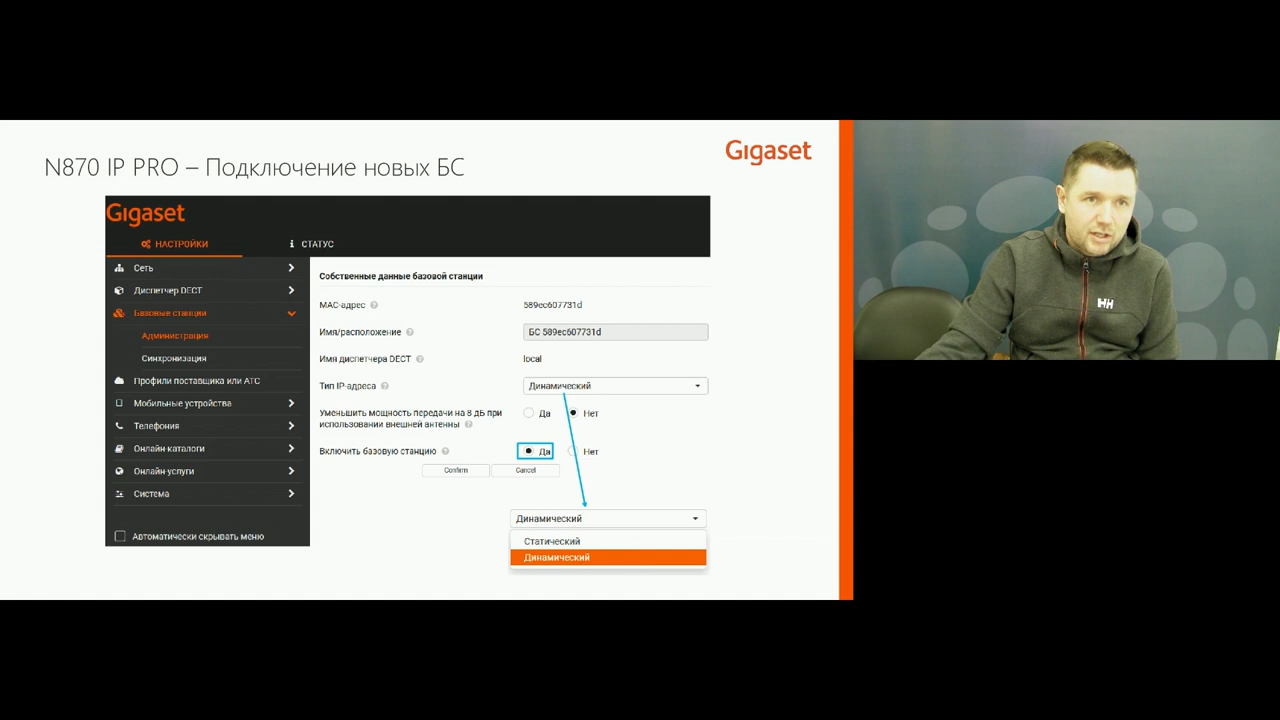 N870 IP PRO – Подключение новых БС
Gigaset
Gigaset
НАСТРОЙКИ
СТАТУС
Сеть
Диспетчер DECT
Базовые станции
Администрация
Синхронизация
Профили поставщика или АТС
Мобильные устройства
Телефония
Онлайн-каталоги
Онлайн-услуги
Система
Автоматически скрывать меню
Собственные данные базовой станции
MAC-адрес 589ec607731d
Имя/расположение БС 589ec607731d
Имя диспетчера DECT local
Тип IP-адреса Динамический
Уменьшить мощность передачи на 8 дБ при Да Нет
использовании внешней антенны
Включить базовую станцию Да Нет
Confirm Cancel
Динамический
Статический
Динамический
HH